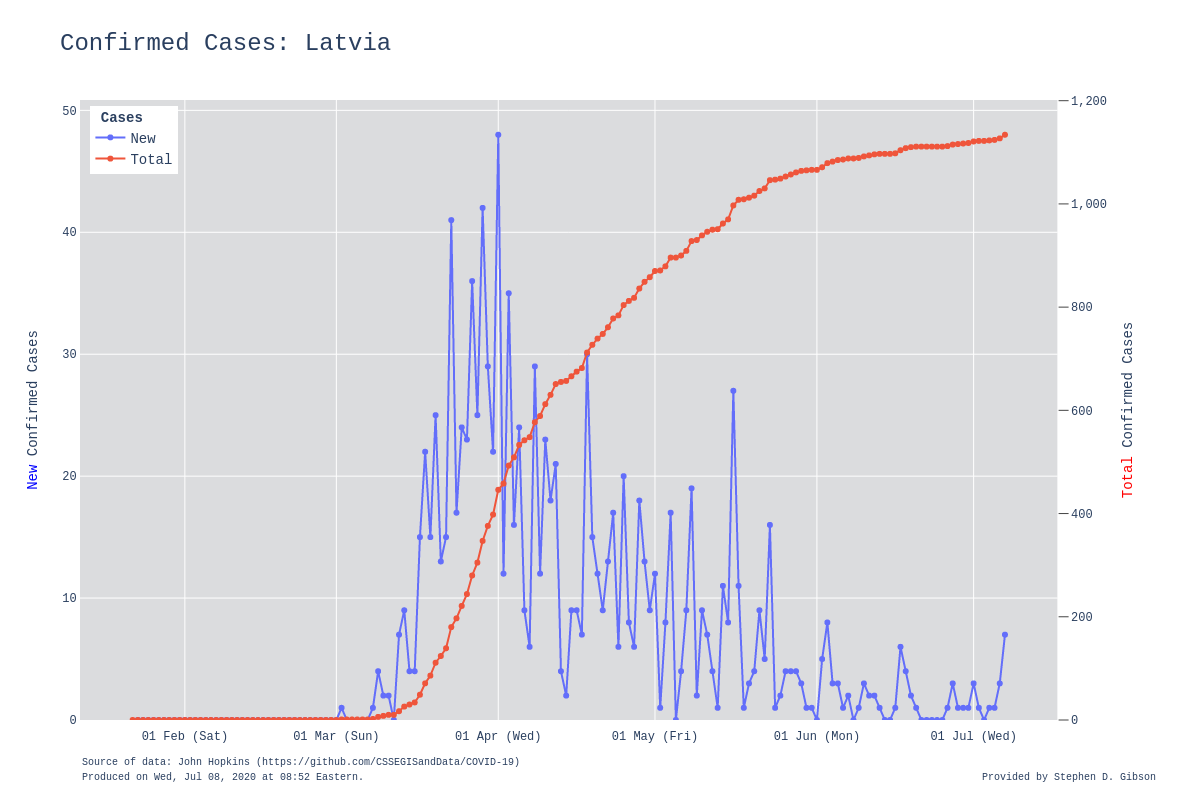 Confirmed Cases: Latvia
Cases
New
Total
50
40
30
20
10
0
1,200
1,000
800
600
400
200
0
New Confirmed Cases
Total Confirmed Cases
01 Feb (Sat)
01 Mar (Sun)
01 Apr (Wed)
01 May (Fri)
01 Jun (Mon)
01 Jul (Wed)
Source of data: John Hopkins (https://github.com/CSSEGISandData/COVID-19)
Produced on Wed, Jul 08, 2020 at 08:52 Eastern.
Provided by Stephen D. Gibson